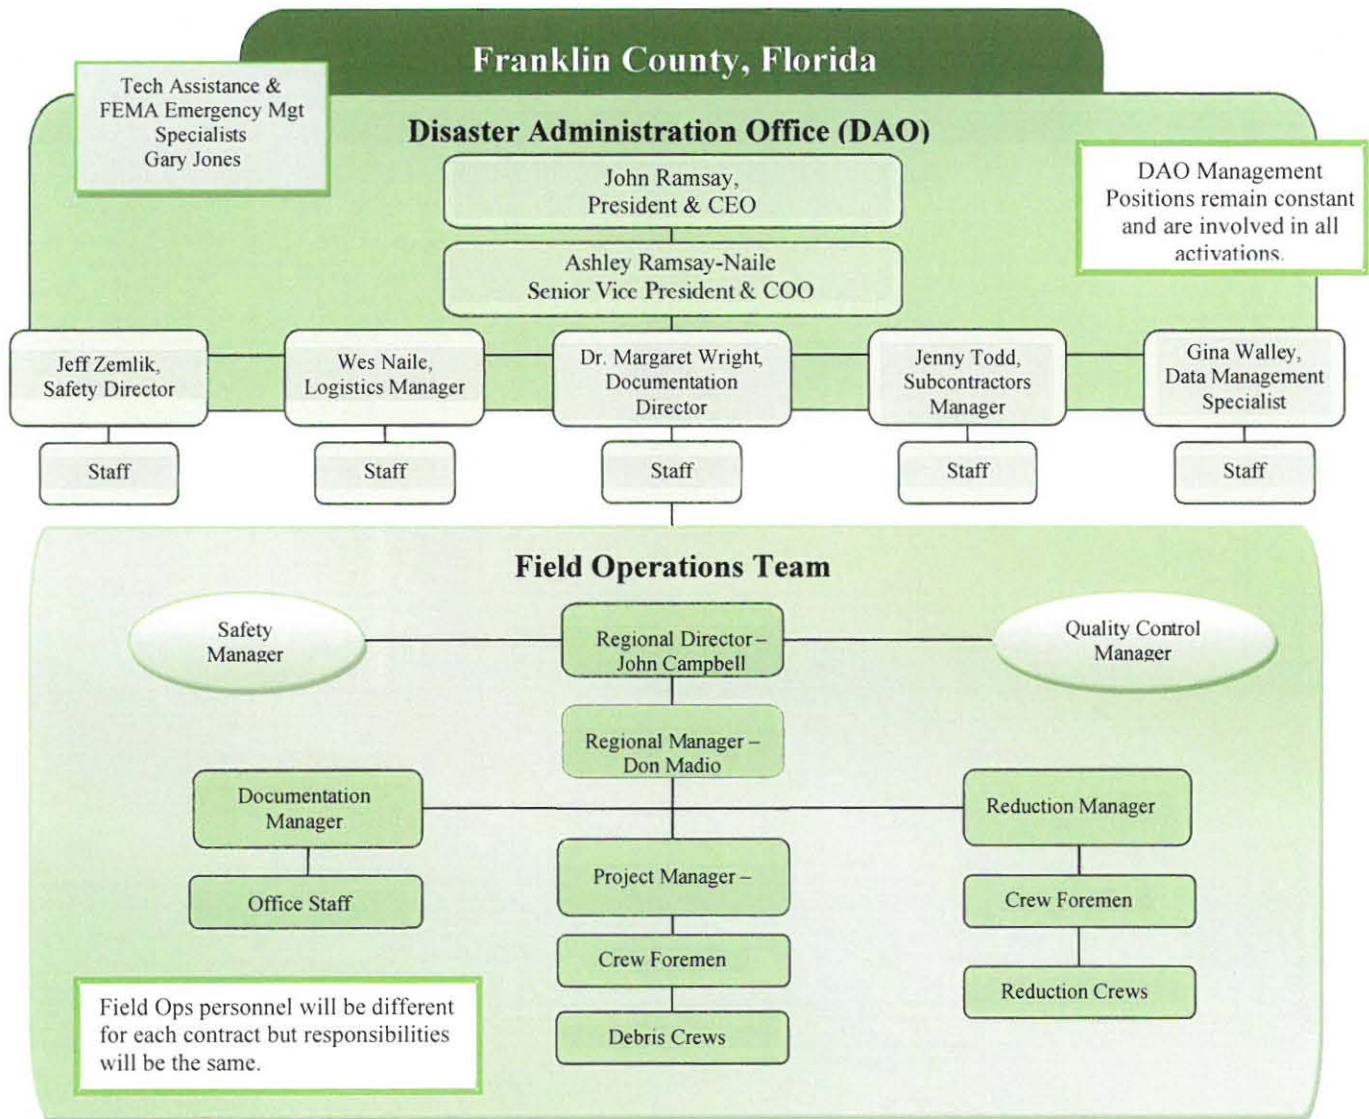 Franklin County, Florida
Tech Assistance &
FEMA Emergency Mgt
Specialists
Gary Jones
Disaster Administration Office (DAO)
John Ramsay,
President & CEO
DAO Management
Positions remain constant
and are involved in all
activations.
Ashley Ramsay-Naile
Senior Vice President & COO
Jeff Zemlik,
Safety Director
Wes Naile,
Logistics Manager
Dr. Margaret Wright,
Documentation
Director
Jenny Todd,
Subcontractors
Manager
Gina Walley,
Data Management
Specialist
Staff
Staff
Staff
Staff
Staff
Field Operations Team
Safety
Manager
Regional Director –
John Campbell
Quality Control
Manager
Regional Manager –
Don Madio
Documentation
Manager
Reduction Manager
Project Manager –
Office Staff
Crew Foremen
Crew Foremen
Reduction Crews
Debris Crews
Field Ops personnel will be different
for each contract but responsibilities
will be the same.